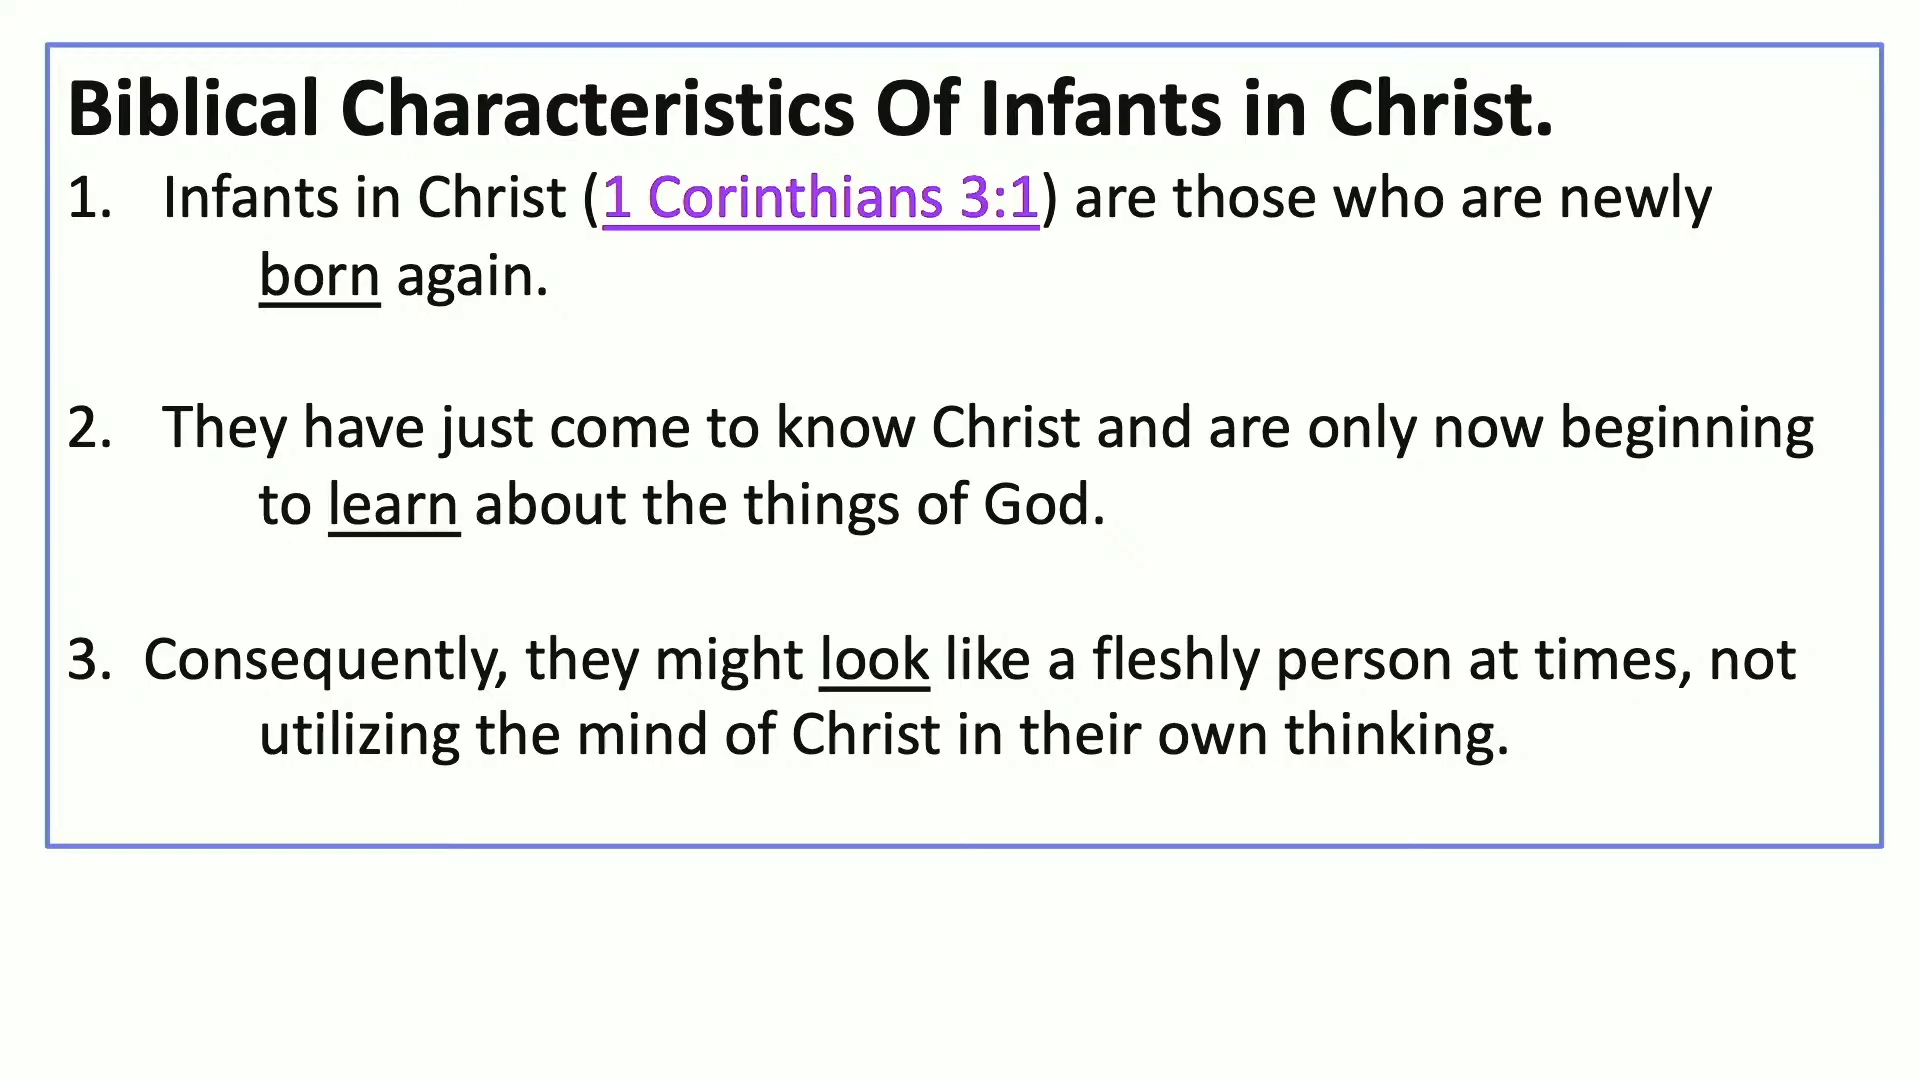 Biblical Characteristics Of Infants in Christ.
1. Infants in Christ (1 Corinthians 3:1) are those who are newly
born again.
2. They have just come to know Christ and are only now beginning
to learn about the things of God.
3. Consequently, they might look like a fleshly person at times, not
utilizing the mind of Christ in their own thinking.